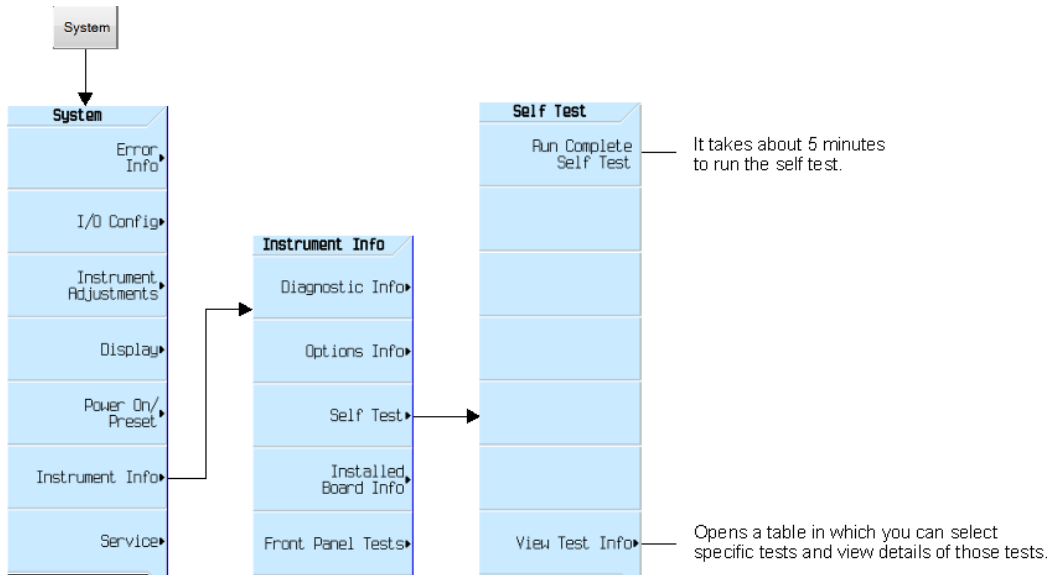 System
System
Error
Info
I/O Config
Instrument
Adjustments
Display
Power On/
Preset
Instrument Info
Service
Instrument Info
Diagnostic Info
Options Info
Self Test
Installed
Board Info
Front Panel Tests
Self Test
Run Complete
Self Test
View Test Info
It takes about 5 minutes
to run the self test.
Opens a table in which you can select
specific tests and view details of those tests.